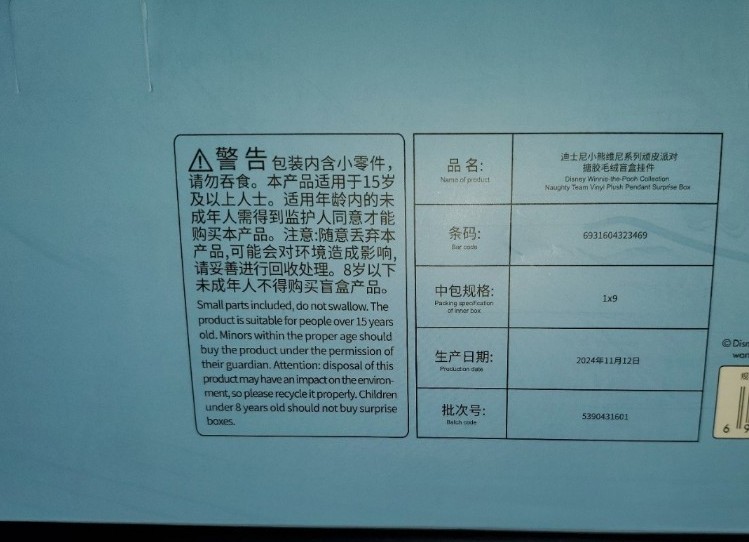 ⚠警告 包装内含小零件，
请勿吞食。本产品适用于15岁
及以上人士。适用年龄内的未
成年人需得到监护人同意才能
购买本产品。注意:随意丢弃本
产品,可能会对环境造成影响,
请妥善进行回收处理。8岁以下
未成年人不得购买盲盒产品。
Small parts included, do not swallow. The
product is suitable for people over 15 years
old. Minors within the proper age should
buy the product under the permission of
their guardian. Attention: disposal of this
product may have an impact on the environ-
ment, so please recycle it properly. Children
under 8 years old should not buy surprise
boxes.
品 名:
Name of product
迪士尼小熊维尼系列顽皮派对
搪胶毛绒盲盒挂件
Disney Winnie-the-Pooh Collection
Naughty Team Vinyl Plush Pendant Surprise Box
条码:
Bar code
6931604323469
中包规格:
Packing specification
of inner box
1x9
生产日期:
Production date
2024年11月12日
批次号:
Batch code
5390431601
© Disn
6 9